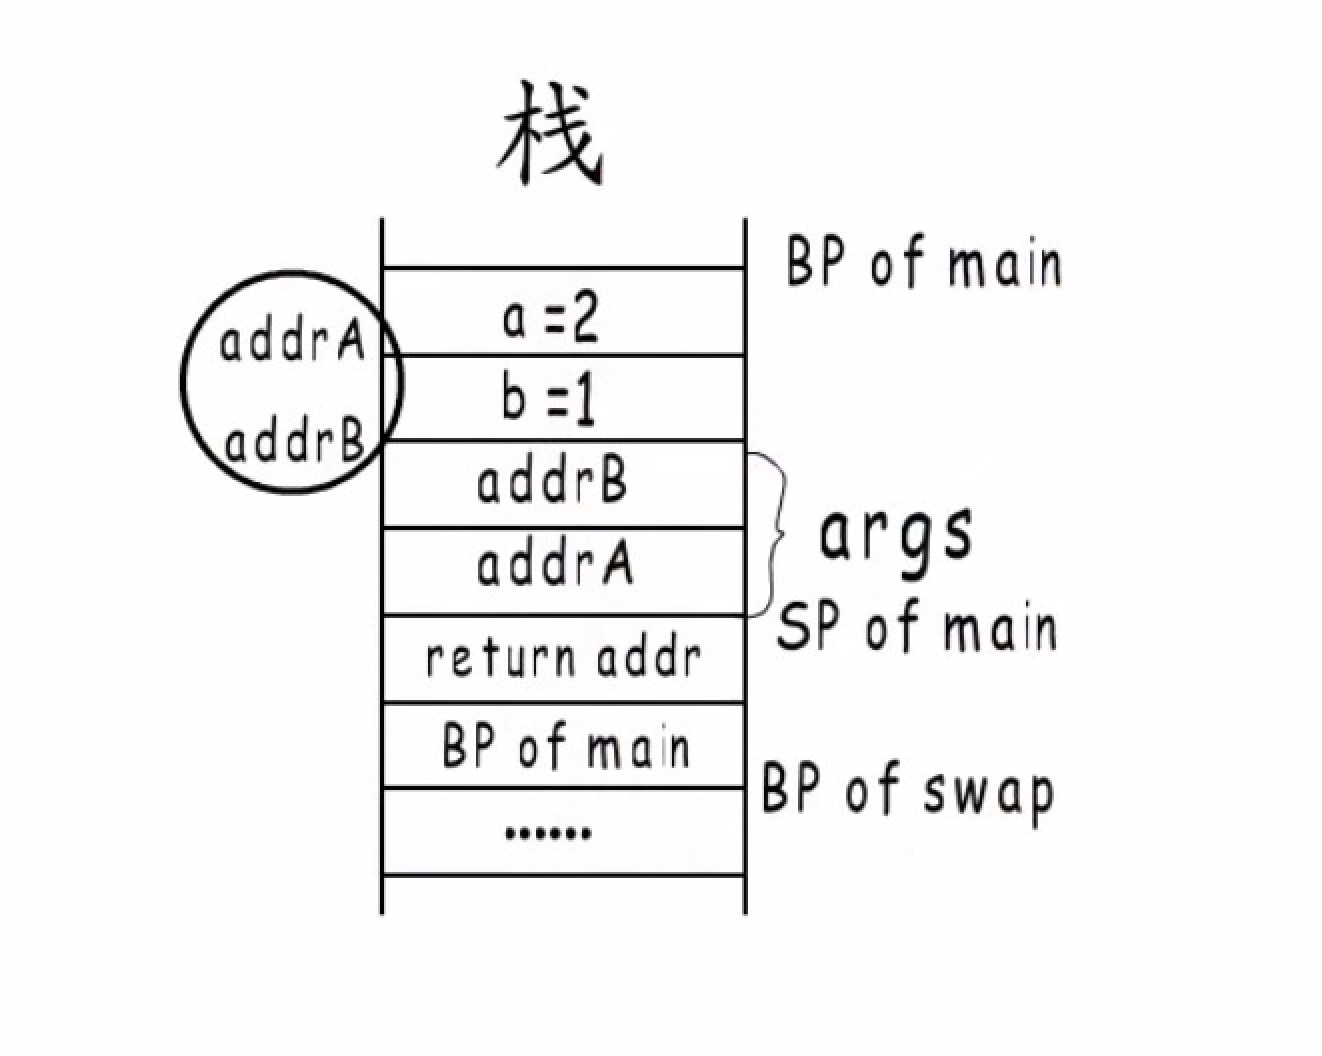 栈
BP of main
a =2
addrA
b =1
addrB
addrB
args
addrA
SP of main
return addr
BP of main
BP of swap
......